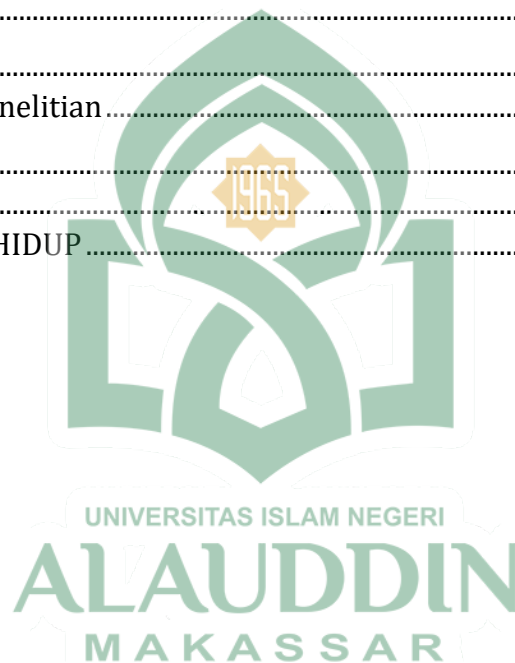 nelitian
1965
HIDUP
UNIVERSITAS ISLAM NEGERI
ALAUDDIN
MAKASSAR